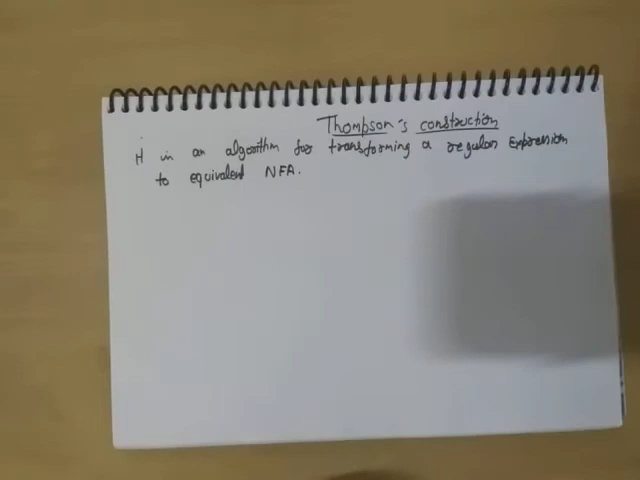 Thompson's construction
It is an algorithm for transforming a regular expression
to equivalent NFA.